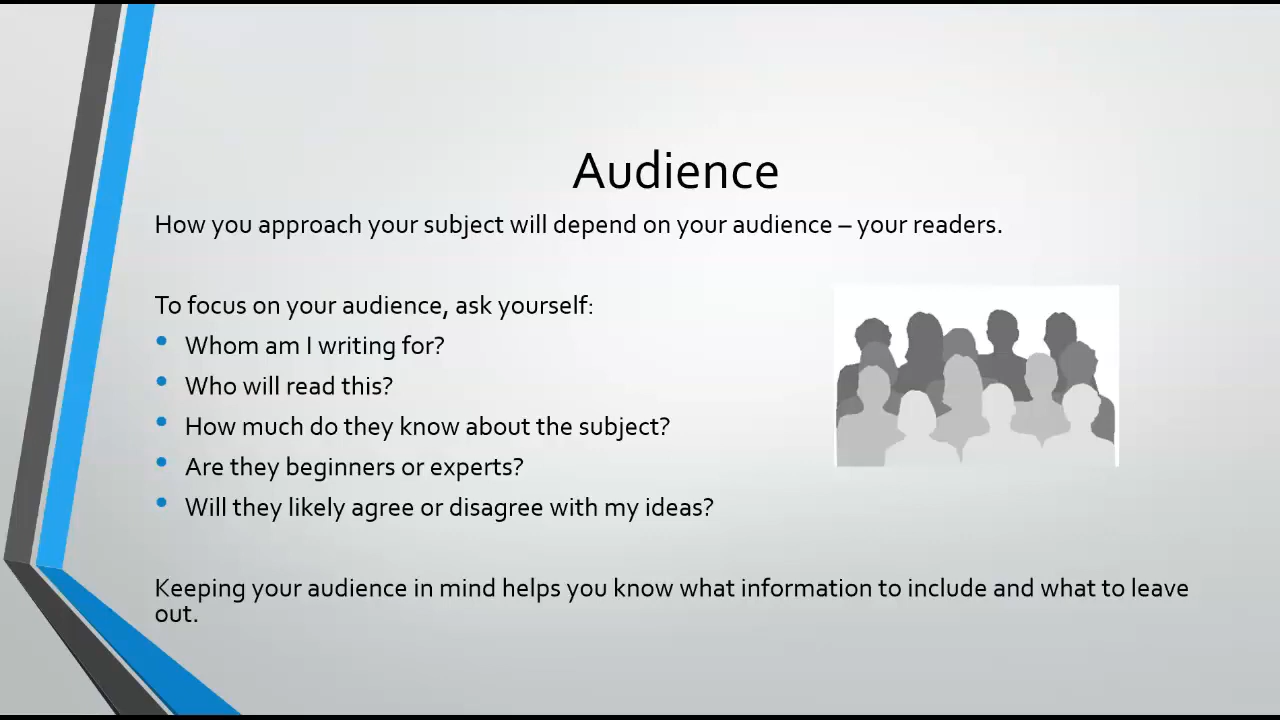 Audience
How you approach your subject will depend on your audience – your readers.
To focus on your audience, ask yourself:
• Whom am I writing for?
• Who will read this?
• How much do they know about the subject?
• Are they beginners or experts?
• Will they likely agree or disagree with my ideas?
Keeping your audience in mind helps you know what information to include and what to leave
out.